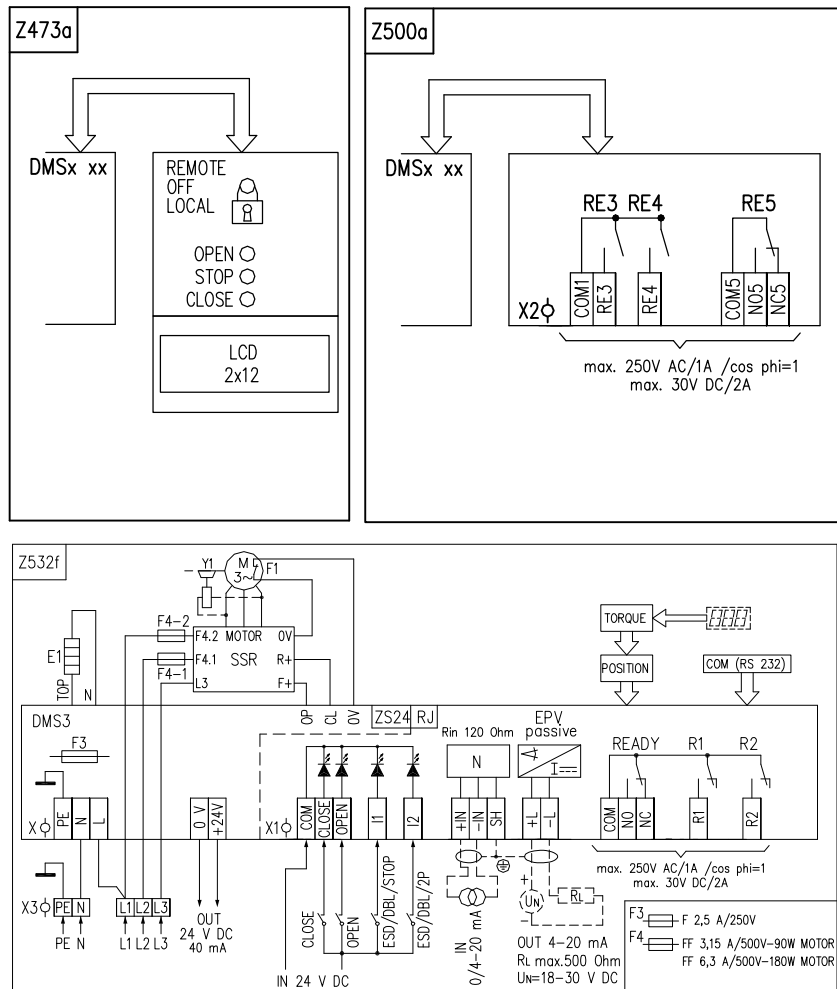 Z473a
DMSx xx
REMOTE
OFF
LOCAL
OPEN
STOP
CLOSE
LCD
2x12
Z500a
DMSx xx
RE3 RE4 RE5
X2
COM1 RE3 RE4 COM5 NO5 NC5
max. 250V AC/1A /cos phi=1
max. 30V DC/2A
Z532f
Y1
M
3~
F1
F4-2
F4.2 MOTOR 0V
F4.1 SSR R+
F4-1
L3 F+
E1
TOP N
OP CL 0V
TORQUE
POSITION
COM (RS 232)
DMS3
ZS24 RJ
F3
Rin 120 Ohm
N
EPV
passive
I
READY R1 R2
X
PE N L
0 V +24V
X1
COM CLOSE OPEN I1 I2
+IN -IN SH
+L -L
COM NO NC R1 R2
max. 250V AC/1A /cos phi=1
max. 30V DC/2A
X3
PE N L1 L2 L3
PE N L1 L2 L3
OUT
24 V DC
40 mA
CLOSE
OPEN
ESD/DBL/STOP
ESD/DBL/2P
IN 24 V DC
IN
0/4-20 mA
+
UN
-
RL
OUT 4-20 mA
RL max.500 Ohm
UN=18-30 V DC
F3 F 2,5 A/250V
F4 FF 3,15 A/500V-90W MOTOR
FF 6,3 A/500V-180W MOTOR